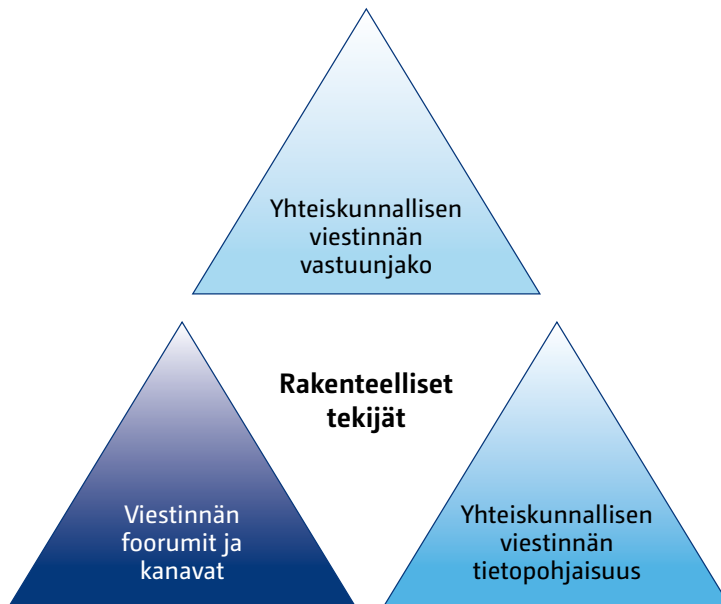 Yhteiskunnallisen
viestinnän
vastuunjako
Rakenteelliset
tekijät
Viestinnän
foorumit ja
kanavat
Yhteiskunnallisen
viestinnän
tietopohjaisuus